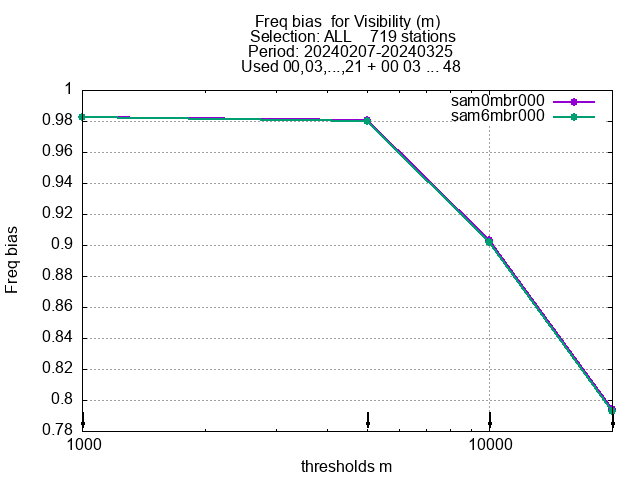 Freq bias  for Visibility (m)
Selection: ALL    719 stations
Period: 20240207-20240325
Used 00,03,...,21 + 00 03 ... 48
sam0mbr000
sam6mbr000
1
0.98
0.96
0.94
0.92
0.9
0.88
0.86
0.84
0.82
0.8
0.78
Freq bias
1000
10000
thresholds m